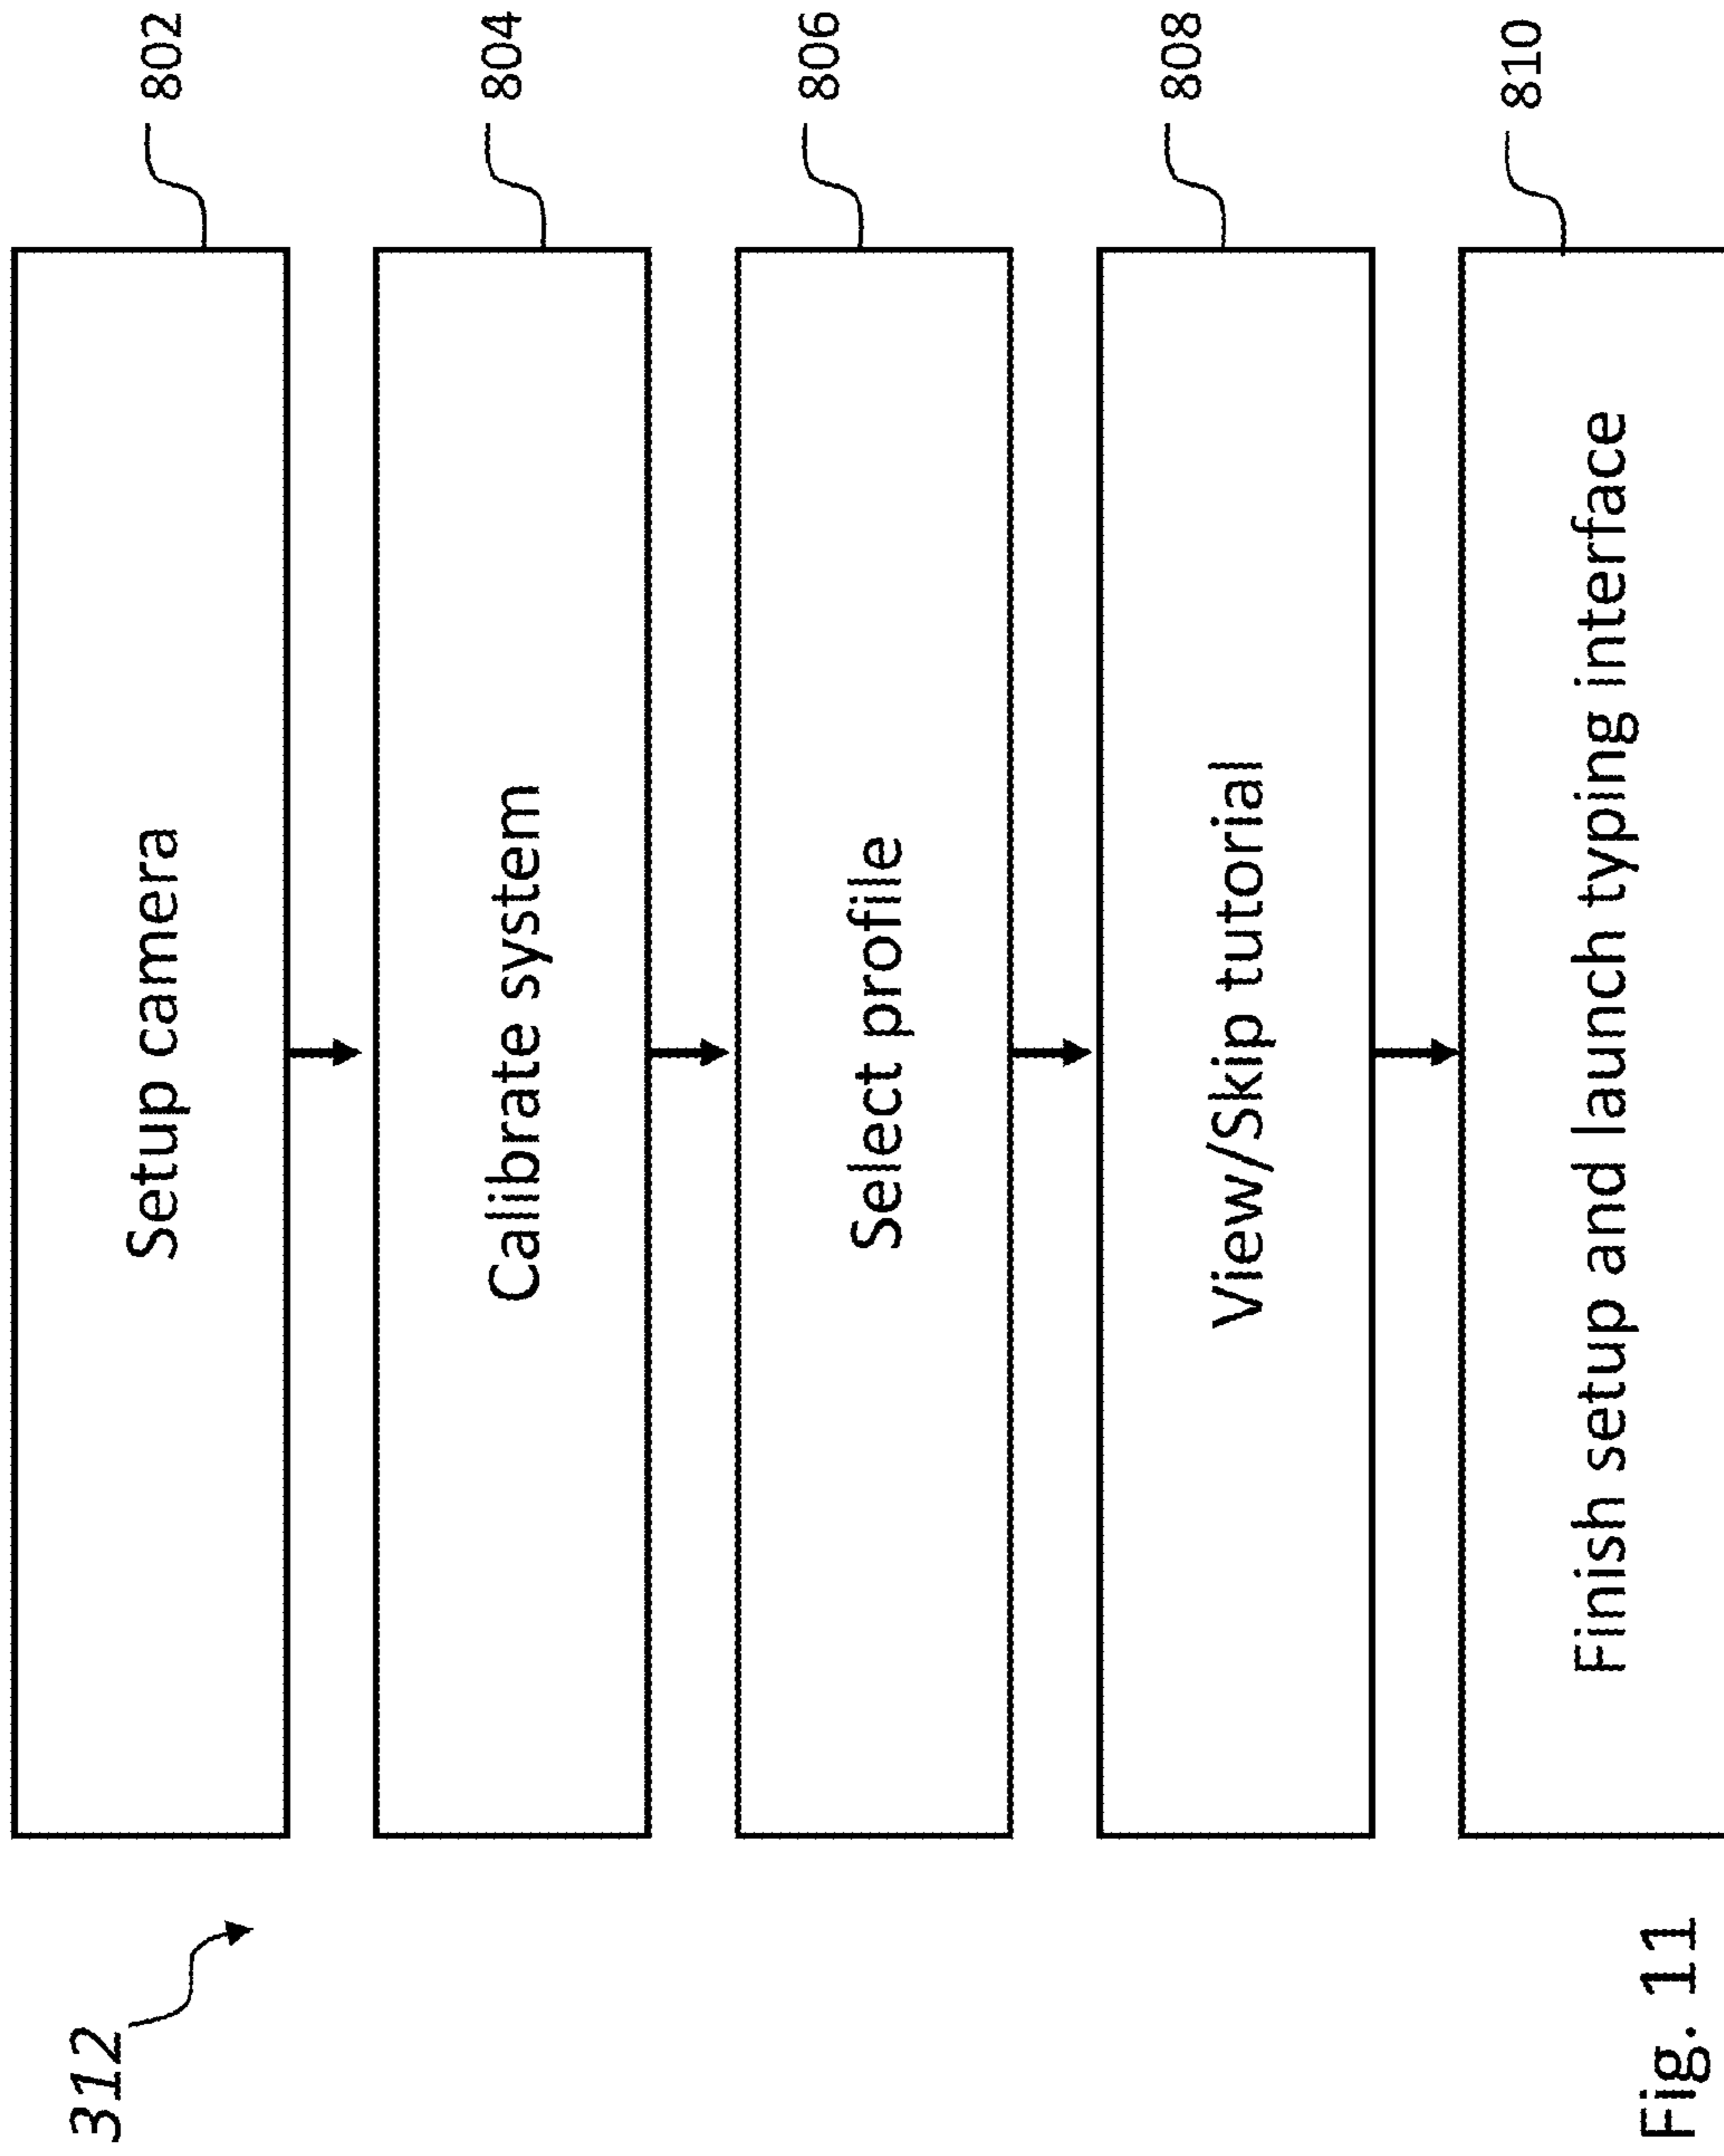 312
Setup camera
802
Calibrate system
804
Select profile
806
View/Skip tutorial
808
Finish setup and launch typing interface
810
Fig. 11